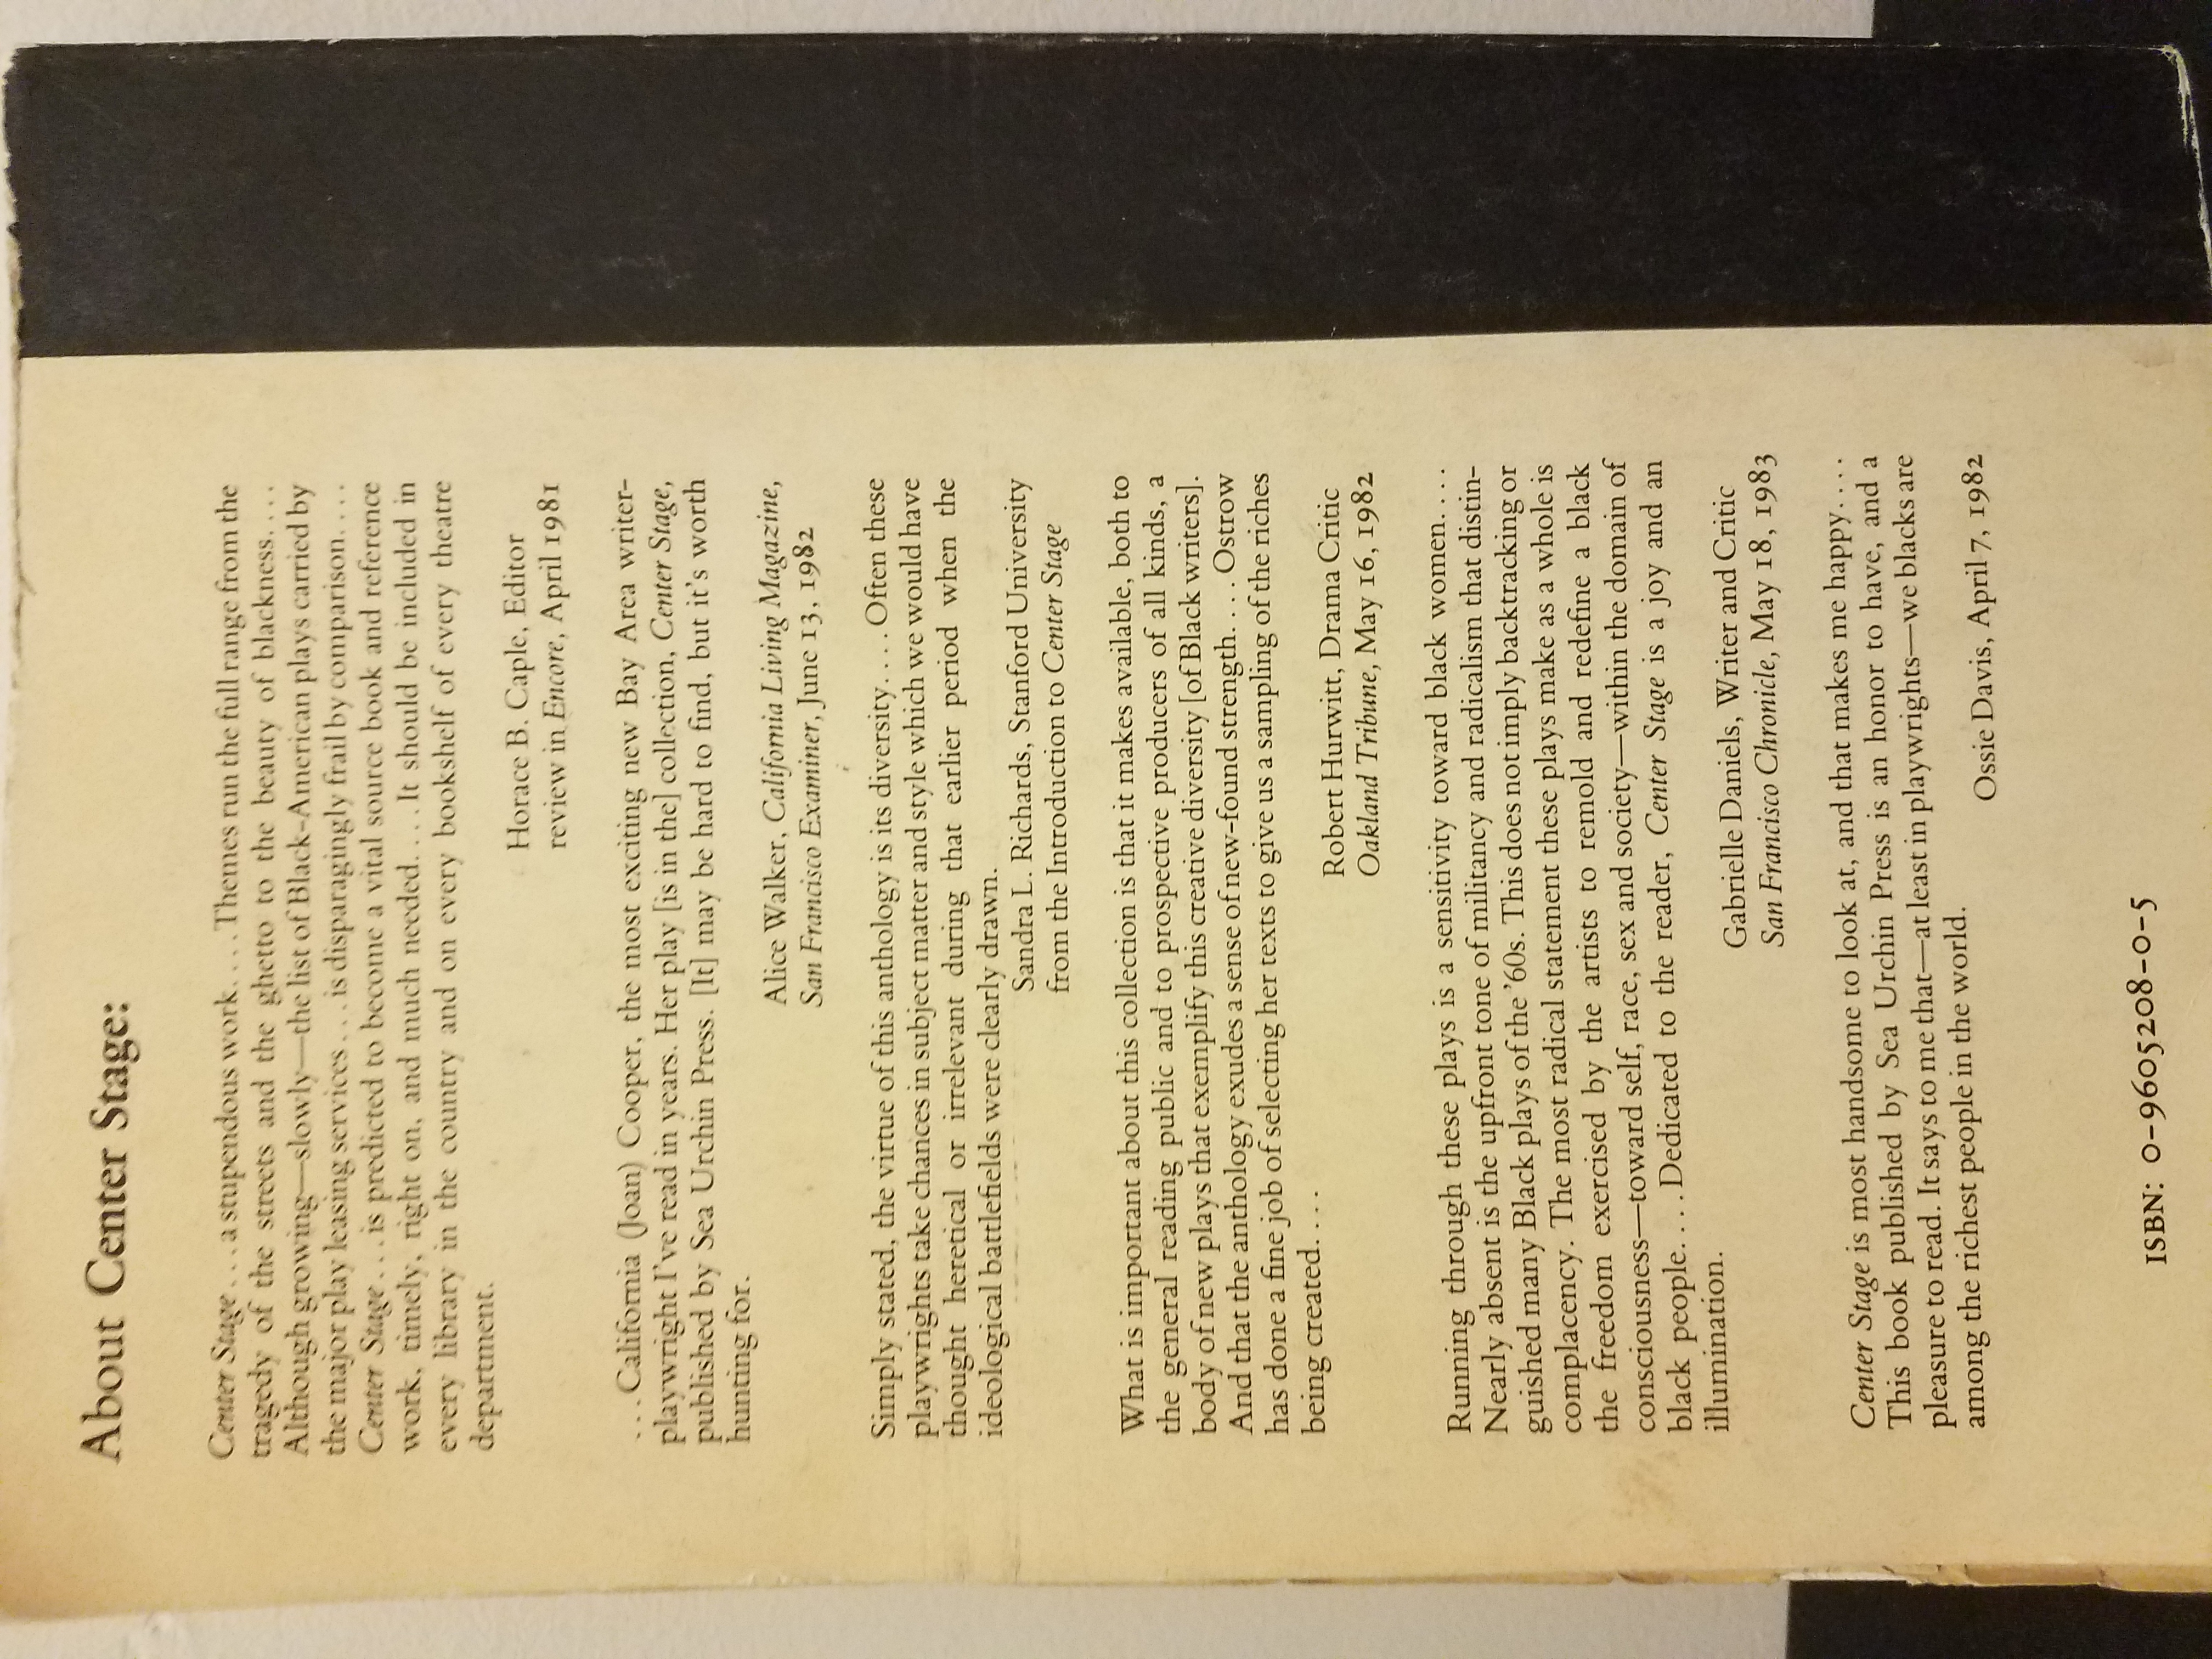 About Center Stage:
Center Stage...a stupendous work....Themes run the full range from the
tragedy of the streets and the ghetto to the beauty of blackness....
Although growing—slowly—the list of Black-American plays carried by
the major play leasing services...is disparagingly frail by comparison....
Center Stage...is predicted to become a vital source book and reference
work, timely, right on, and much needed....It should be included in
every library in the country and on every bookshelf of every theatre
department.
Horace B. Caple, Editor
review in Encore, April 1981
...California (Joan) Cooper, the most exciting new Bay Area writer-
playwright I've read in years. Her play [is in the] collection, Center Stage,
published by Sea Urchin Press. [It] may be hard to find, but it's worth
hunting for.
Alice Walker, California Living Magazine,
San Francisco Examiner, June 13, 1982
Simply stated, the virtue of this anthology is its diversity....Often these
playwrights take chances in subject matter and style which we would have
thought heretical or irrelevant during that earlier period when the
ideological battlefields were clearly drawn.
Sandra L. Richards, Stanford University
from the Introduction to Center Stage
What is important about this collection is that it makes available, both to
the general reading public and to prospective producers of all kinds, a
body of new plays that exemplify this creative diversity [of Black writers].
And that the anthology exudes a sense of new-found strength....Ostrow
has done a fine job of selecting her texts to give us a sampling of the riches
being created....
Robert Hurwitt, Drama Critic
Oakland Tribune, May 16, 1982
Running through these plays is a sensitivity toward black women....
Nearly absent is the upfront tone of militancy and radicalism that distin-
guished many Black plays of the '60s. This does not imply backtracking or
complacency. The most radical statement these plays make as a whole is
the freedom exercised by the artists to remold and redefine a black
consciousness—toward self, race, sex and society—within the domain of
black people....Dedicated to the reader, Center Stage is a joy and an
illumination.
Gabrielle Daniels, Writer and Critic
San Francisco Chronicle, May 18, 1983
Center Stage is most handsome to look at, and that makes me happy....
This book published by Sea Urchin Press is an honor to have, and a
pleasure to read. It says to me that—at least in playwrights—we blacks are
among the richest people in the world.
Ossie Davis, April 7, 1982
ISBN: 0-9605208-0-5